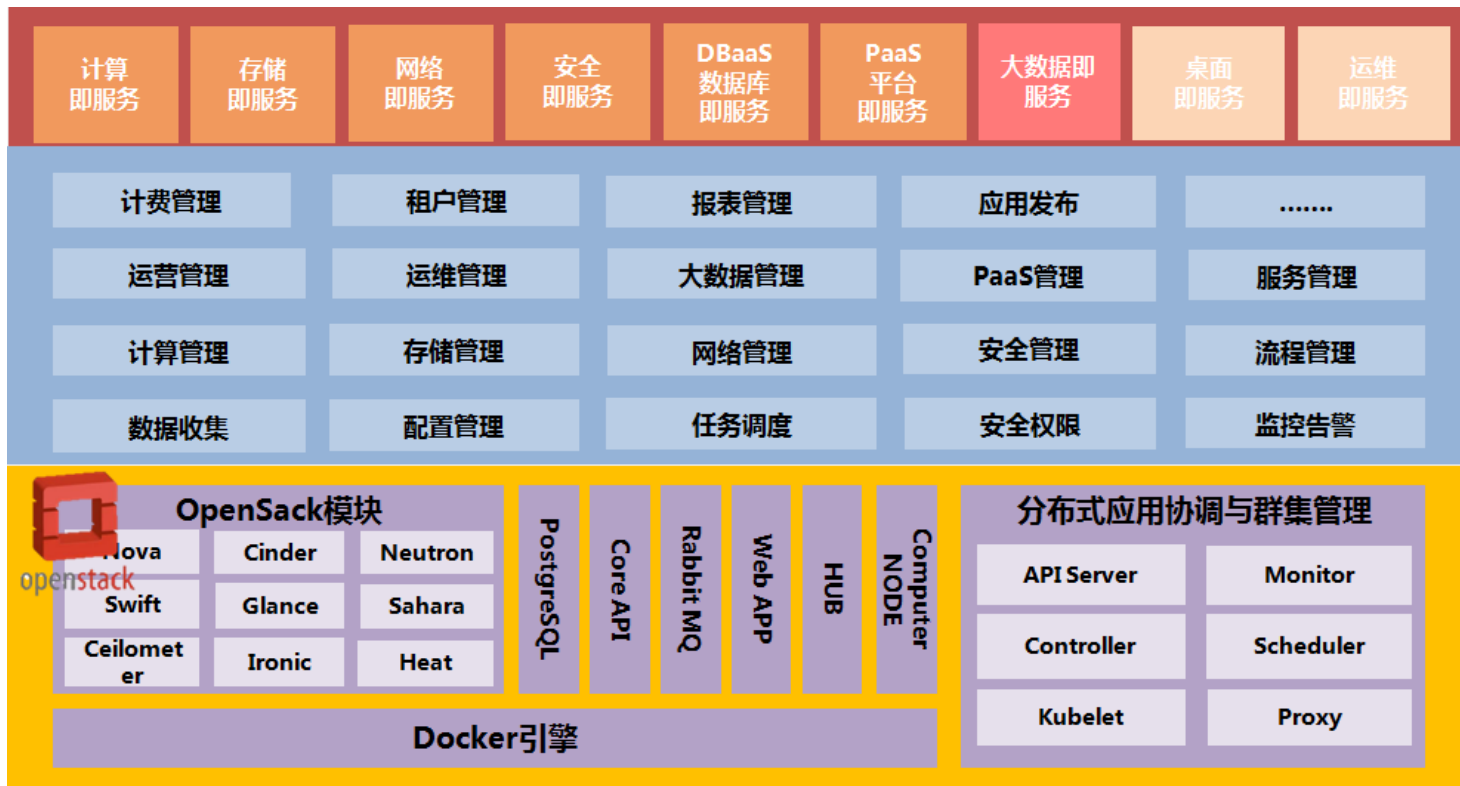 计算
即服务
存储
即服务
网络
即服务
安全
即服务
DBaaS
数据库
即服务
PaaS
平台
即服务
大数据即
服务
桌面
即服务
运维
即服务
计费管理
租户管理
报表管理
应用发布
.......
运营管理
运维管理
大数据管理
PaaS管理
服务管理
计算管理
存储管理
网络管理
安全管理
流程管理
数据收集
配置管理
任务调度
安全权限
监控告警
openstack
OpenSack模块
Nova
Cinder
Neutron
Swift
Glance
Sahara
Ceilomet
er
Ironic
Heat
PostgreSQL
Core API
Rabbit MQ
Web APP
HUB
Computer
NODE
Docker引擎
分布式应用协调与群集管理
API Server
Monitor
Controller
Scheduler
Kubelet
Proxy